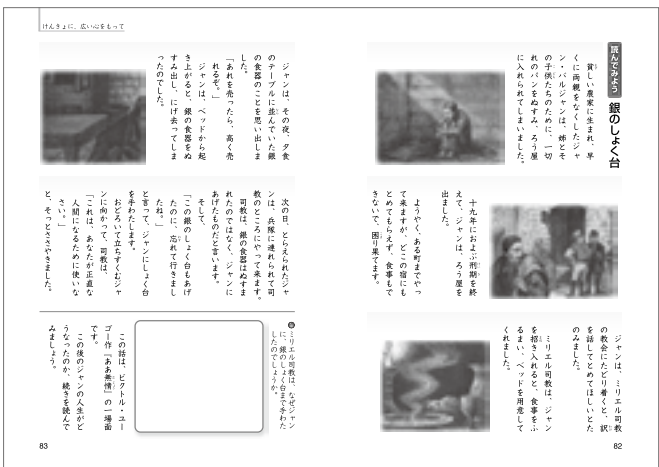 けんきょに、広い心をもって
読んでみよう
銀のしょく台
貧しい農家に生まれ、早
くに両親をなくしたジャ
ン・バルジャンは、姉とそ
の子供たちのために、一切
れのパンをぬすみ、ろう屋
に入れられてしまいました。
十九年におよぶ刑期を終
えて、ジャンは、ろう屋を
出ました。
ようやく、ある町までやっ
て来ますが、どこの宿にも
とめてもらえず、食事もで
きないで、困り果てます。
ジャンは、ミリエル司教
の教会にたどり着くと、訳
を話してとめてほしいとた
のみました。
ミリエル司教は、ジャン
を招き入れると、食事をふ
るまい、ベッドを用意して
くれました。
82
ジャンは、その夜、夕食
のテーブルに並んでいた銀
の食器のことを思い出しま
した。
「あれを売ったら、高く売
れるぞ。」
ジャンは、ベッドから起
き上がると、銀の食器をぬ
すみ出し、にげ去ってしま
ったのでした。
次の日、とらえられたジャ
ンは、兵隊に連れられて司
教のところにやって来ます。
司教は、銀の食器はぬすま
れたのではなく、ジャンに
あげたものだと言います。
そして、
「この銀のしょく台もあげ
たのに、忘れて行きまし
たね。」
と言って、ジャンにしょく台
を手わたします。
おどろいて立ちすくむジャ
ンに向かって、司教は、
「これは、あなたが正直な
人間になるために使いな
さい。」
と、そっとささやきました。
ミリエル司教は、なぜジャン
に、銀のしょく台まで手わた
したのでしょうか。
この話は、ビクトル・ユー
ゴー作『ああ無情』の一場面
です。
この後のジャンの人生がど
うなったのか、続きを読んで
みましょう。
83